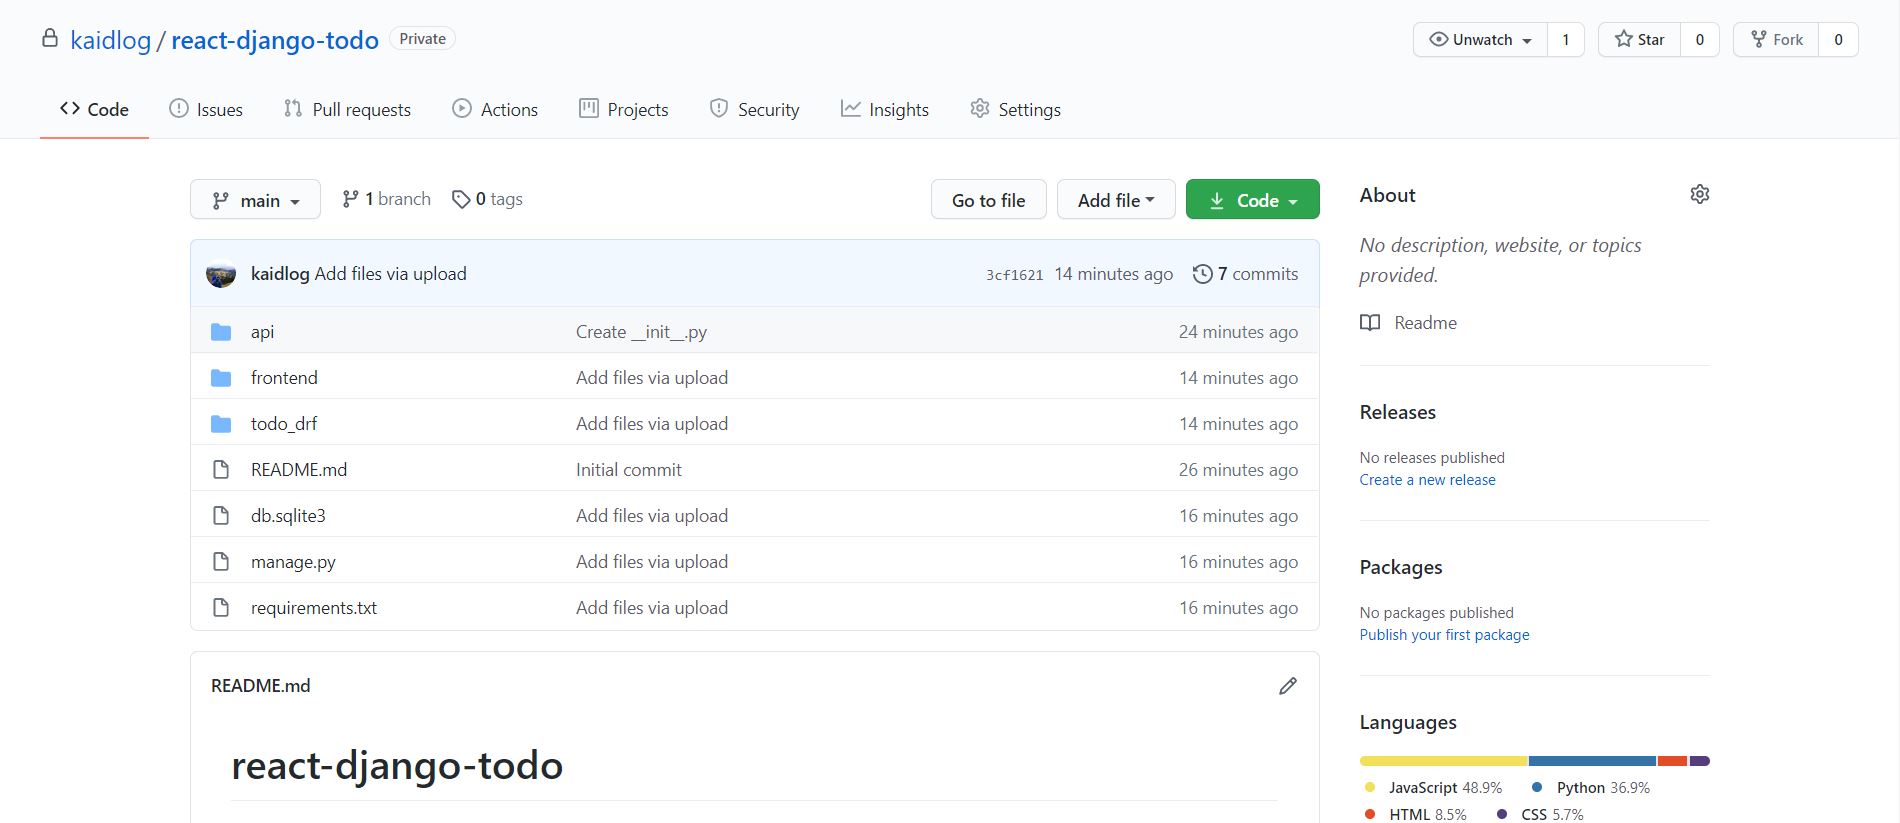 kaidlog / react-django-todo Private Unwatch 1 Star 0 Fork 0
Code Issues Pull requests Actions Projects Security Insights Settings
main 1 branch 0 tags Go to file Add file Code
kaidlog Add files via upload 3cf1621 14 minutes ago 7 commits
api Create __init__.py 24 minutes ago
frontend Add files via upload 14 minutes ago
todo_drf Add files via upload 14 minutes ago
README.md Initial commit 26 minutes ago
db.sqlite3 Add files via upload 16 minutes ago
manage.py Add files via upload 16 minutes ago
requirements.txt Add files via upload 16 minutes ago
README.md
react-django-todo
About
No description, website, or topics
provided.
Readme
Releases
No releases published
Create a new release
Packages
No packages published
Publish your first package
Languages
JavaScript 48.9% Python 36.9%
HTML 8.5% CSS 5.7%